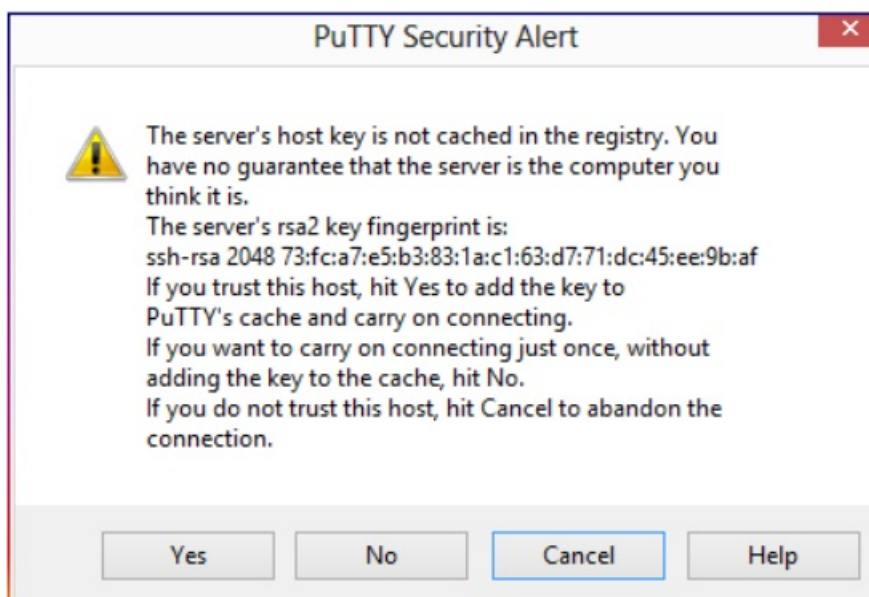 PuTTY Security Alert
The server's host key is not cached in the registry. You
have no guarantee that the server is the computer you
think it is.
The server's rsa2 key fingerprint is:
ssh-rsa 2048 73:fc:a7:e5:b3:83:1a:c1:63:d7:71:dc:45:ee:9b:af
If you trust this host, hit Yes to add the key to
PuTTY's cache and carry on connecting.
If you want to carry on connecting just once, without
adding the key to the cache, hit No.
If you do not trust this host, hit Cancel to abandon the
connection.
Yes No Cancel Help